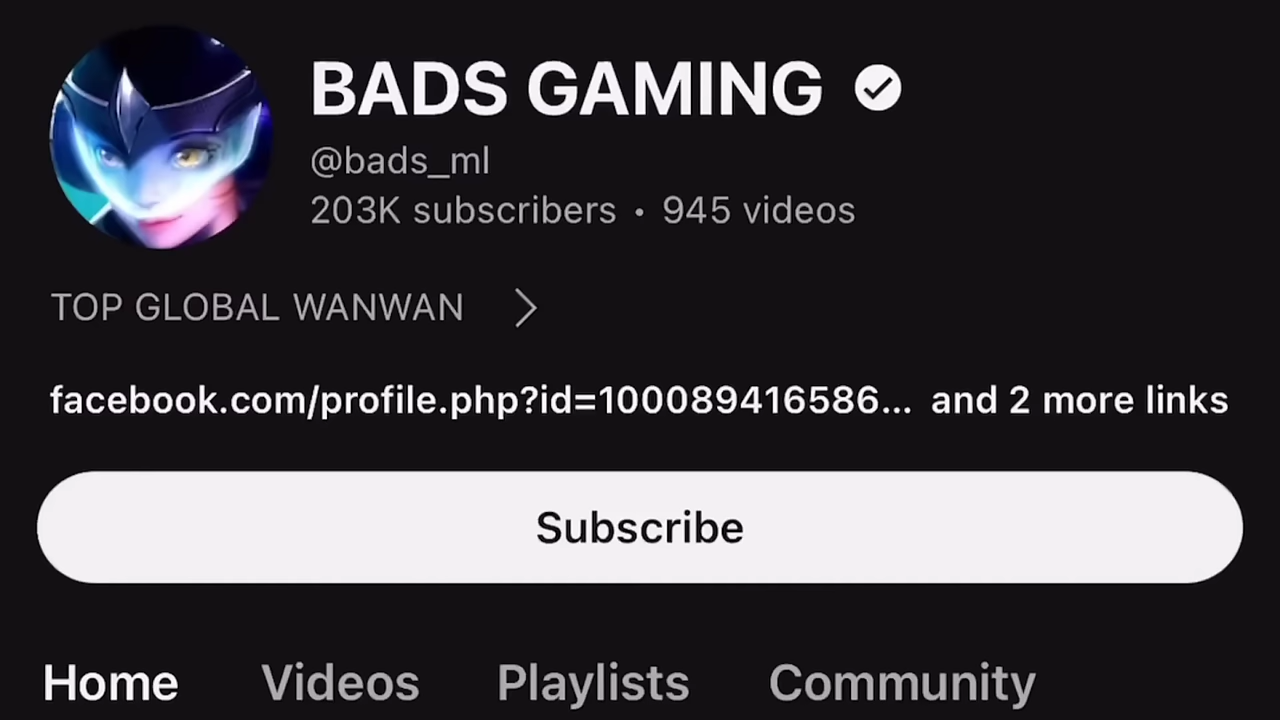 BADS GAMING
@bads_ml
203K subscribers • 945 videos
TOP GLOBAL WANWAN
facebook.com/profile.php?id=100089416586... and 2 more links
Subscribe
Home Videos Playlists Community